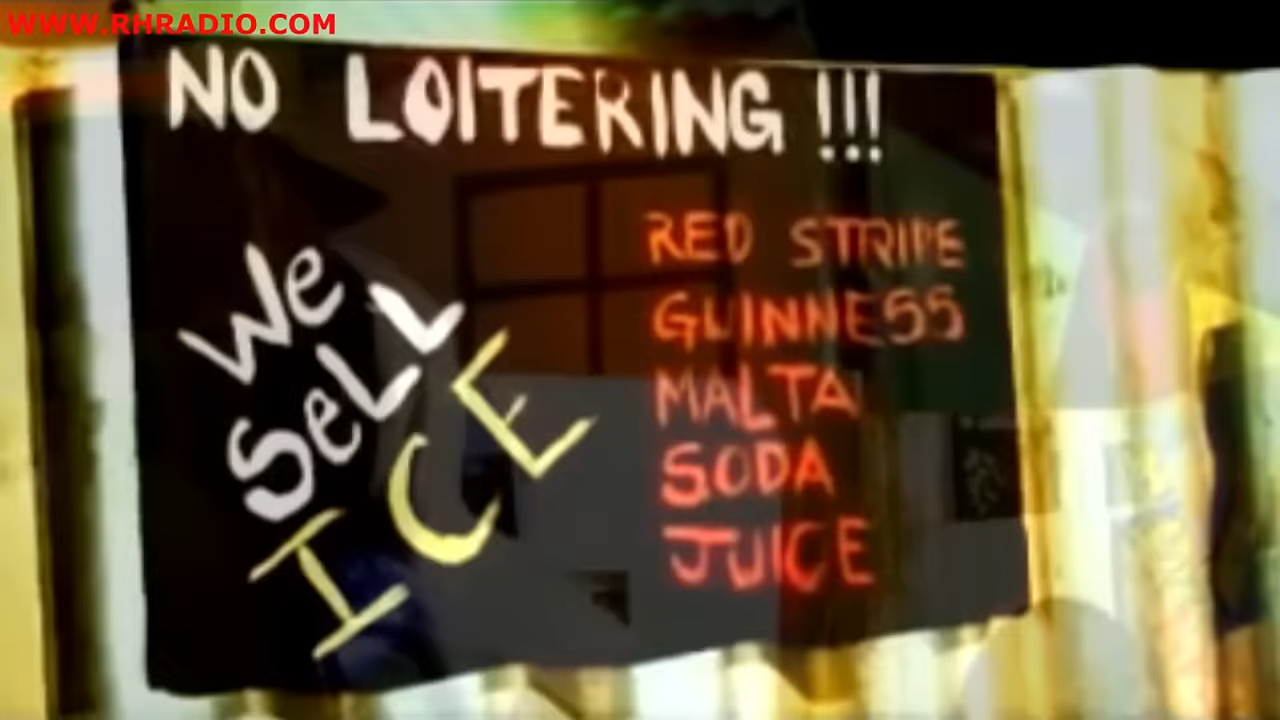 WWW.RHRADIO.COM
NO LOITERING !!!
We
SeLL
ICE
RED STRIPE
GUINNESS
MALTA
SODA
JUICE